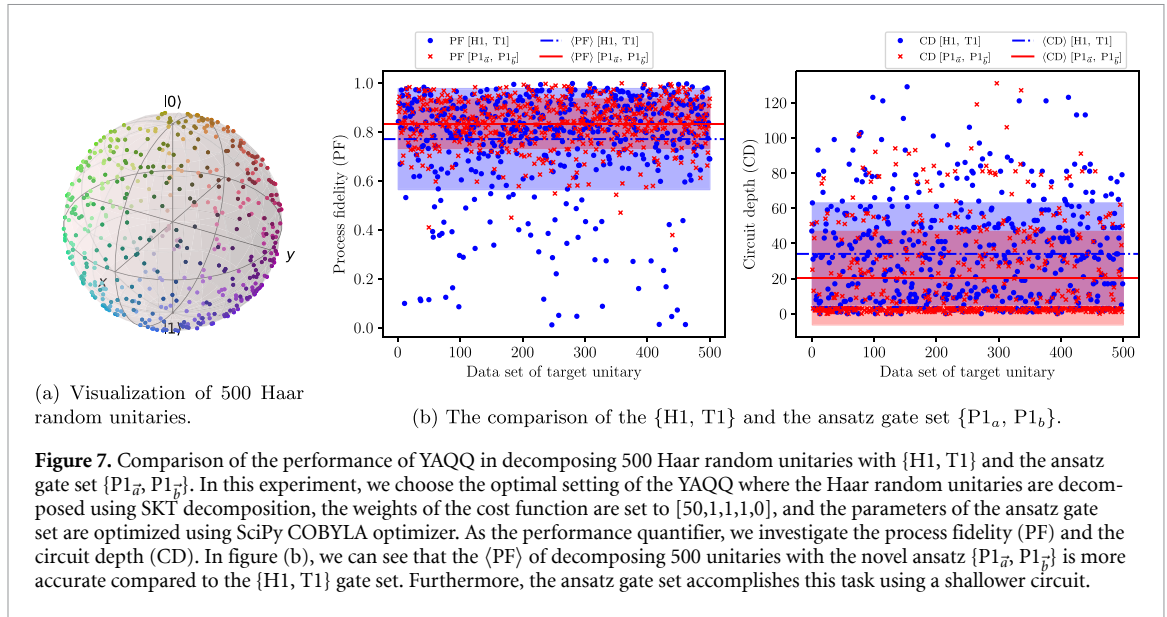 |0⟩
y
x
|1⟩
(a) Visualization of 500 Haar
random unitaries.
PF [H1, T1]
PF [P1a⃗, P1b⃗]
⟨PF⟩ [H1, T1]
⟨PF⟩ [P1a⃗, P1b⃗]
1.0
0.8
0.6
0.4
0.2
0.0
Process fidelity (PF)
0 100 200 300 400 500
Data set of target unitary
CD [H1, T1]
CD [P1a⃗, P1b⃗]
⟨CD⟩ [H1, T1]
⟨CD⟩ [P1a⃗, P1b⃗]
120
100
80
60
40
20
0
Circuit depth (CD)
0 100 200 300 400 500
Data set of target unitary
(b) The comparison of the {H1, T1} and the ansatz gate set {P1a, P1b}.
Figure 7. Comparison of the performance of YAQQ in decomposing 500 Haar random unitaries with {H1, T1} and the ansatz
gate set {P1a⃗, P1b⃗}. In this experiment, we choose the optimal setting of the YAQQ where the Haar random unitaries are decom-
posed using SKT decomposition, the weights of the cost function are set to [50,1,1,1,0], and the parameters of the ansatz gate
set are optimized using SciPy COBYLA optimizer. As the performance quantifier, we investigate the process fidelity (PF) and the
circuit depth (CD). In figure (b), we can see that the ⟨PF⟩ of decomposing 500 unitaries with the novel ansatz {P1a⃗, P1b⃗} is more
accurate compared to the {H1, T1} gate set. Furthermore, the ansatz gate set accomplishes this task using a shallower circuit.